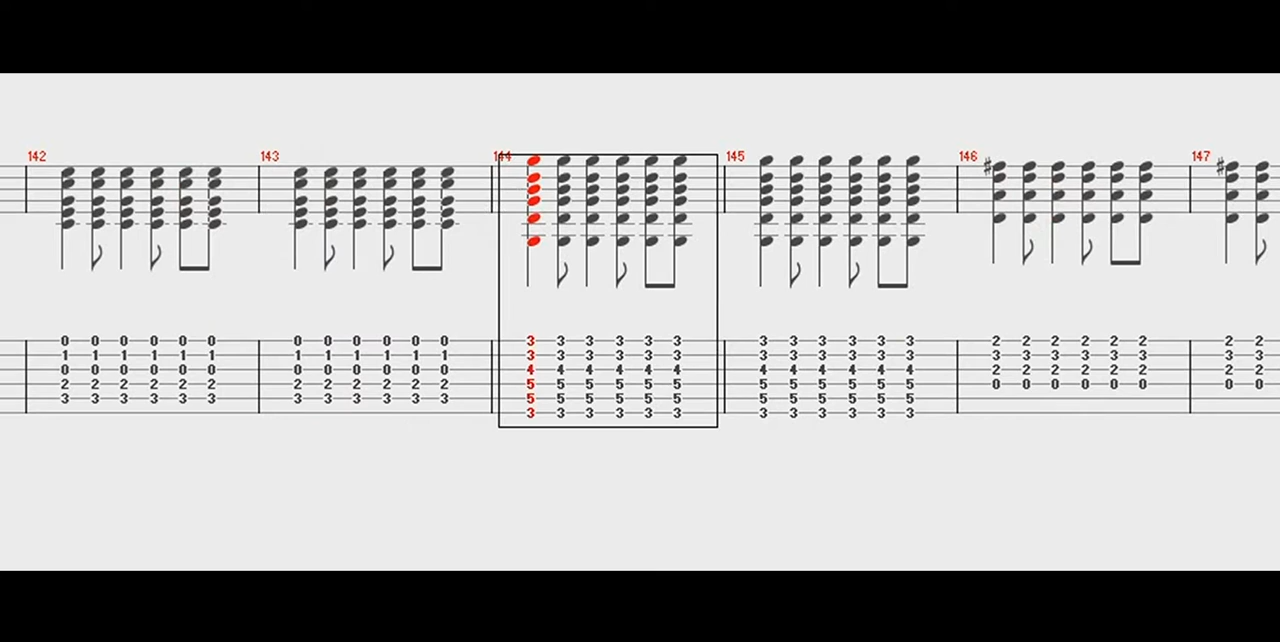 142 143 144 145 146 147
♯ ♯
0 0 0 0 0 0 0 0 0 0 0 0 3 3 3 3 3 3 3 3 3 3 3 3 2 2 2 2 2 2 2 2
1 1 1 1 1 1 1 1 1 1 1 1 3 3 3 3 3 3 3 3 3 3 3 3 3 3 3 3 3 3 3 3
0 0 0 0 0 0 0 0 0 0 0 0 4 4 4 4 4 4 4 4 4 4 4 4 2 2 2 2 2 2 2 2
2 2 2 2 2 2 2 2 2 2 2 2 5 5 5 5 5 5 5 5 5 5 5 5 0 0 0 0 0 0 0 0
3 3 3 3 3 3 3 3 3 3 3 3 5 5 5 5 5 5 5 5 5 5 5 5
3 3 3 3 3 3 3 3 3 3 3 3